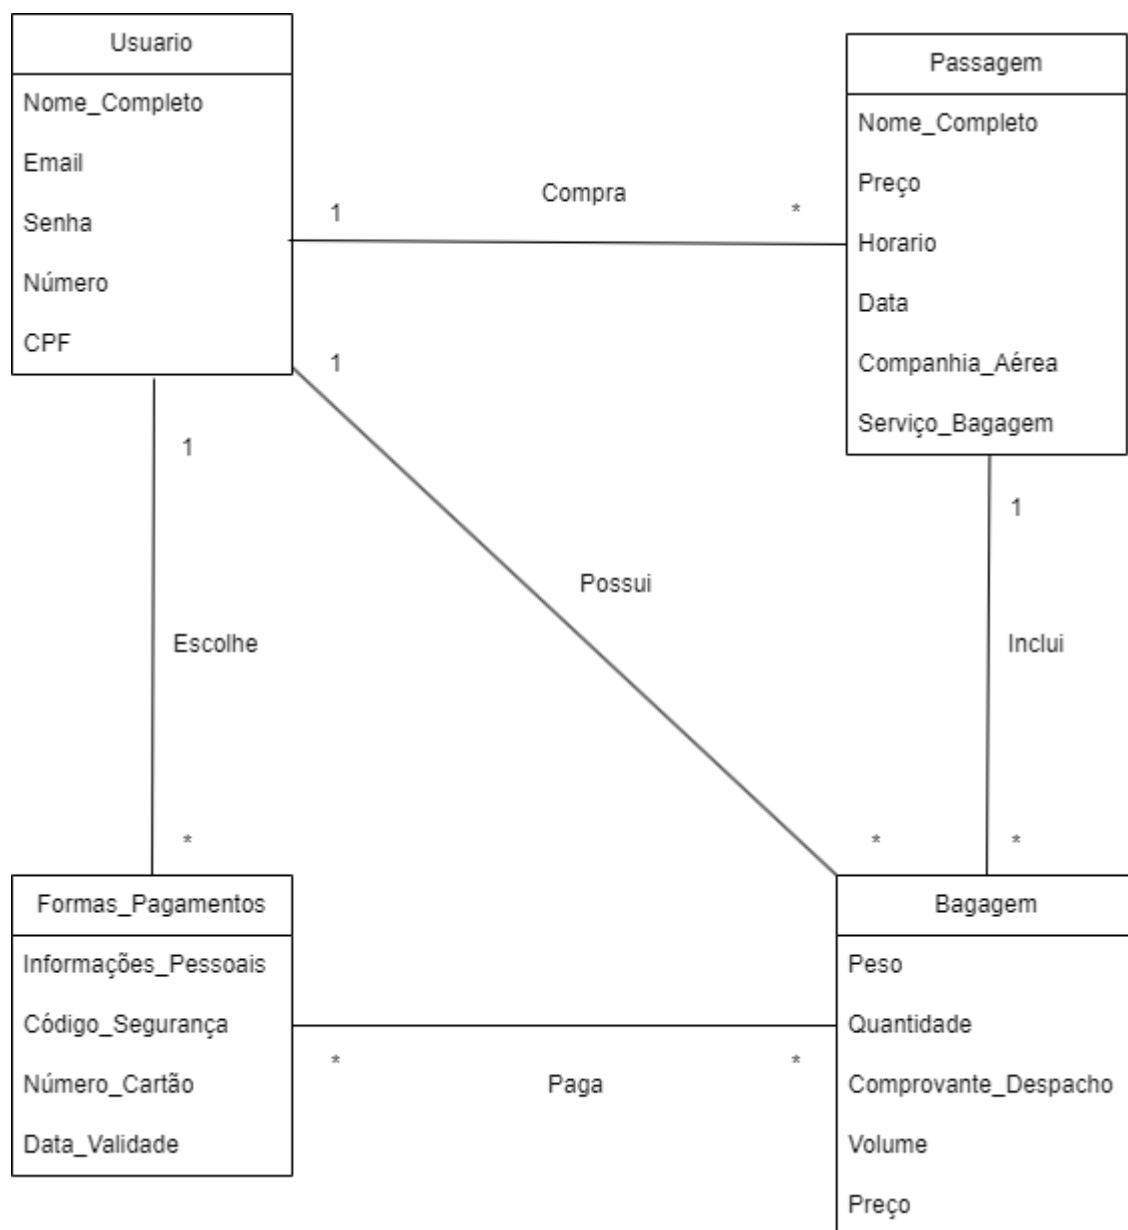 Usuario
Nome_Completo
Email
Senha
Número
CPF
Passagem
Nome_Completo
Preço
Horario
Data
Companhia_Aérea
Serviço_Bagagem
Compra
1
*
1
1
1
Possui
Escolhe
Inclui
*
*
*
Formas_Pagamentos
Informações_Pessoais
Código_Segurança
Número_Cartão
Data_Validade
*
*
Paga
Bagagem
Peso
Quantidade
Comprovante_Despacho
Volume
Preço